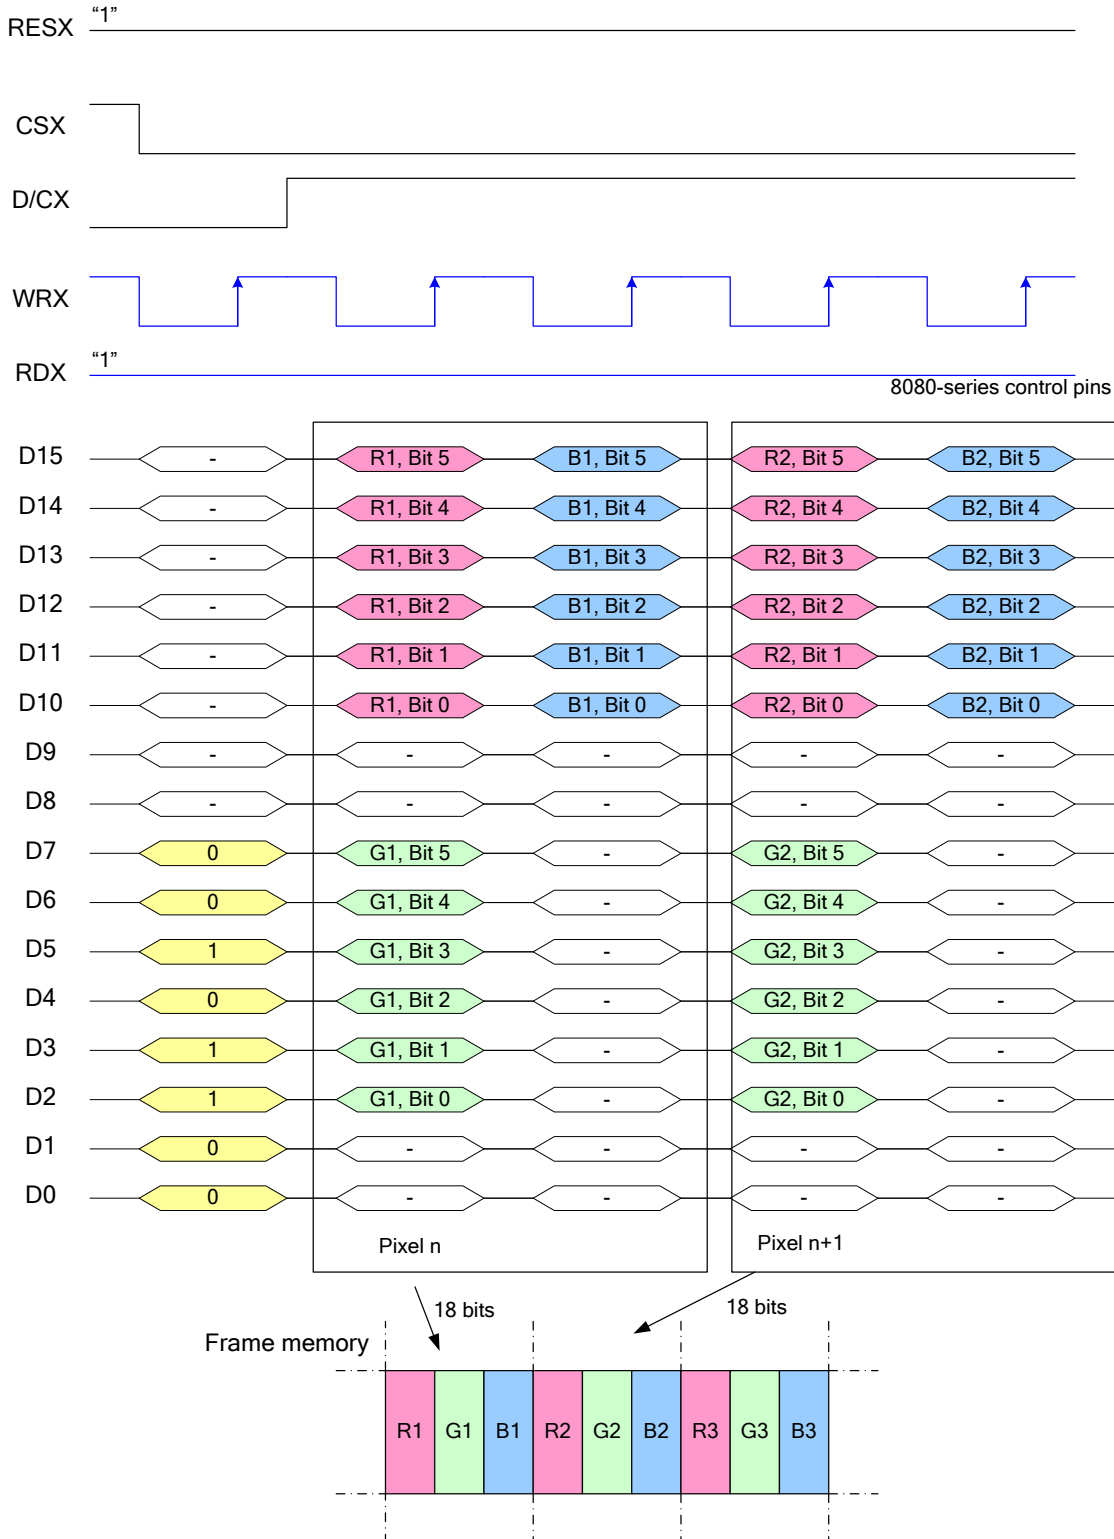 RESX “1”
CSX
D/CX
WRX
RDX “1”
8080-series control pins
D15 - R1, Bit 5 B1, Bit 5 R2, Bit 5 B2, Bit 5
D14 - R1, Bit 4 B1, Bit 4 R2, Bit 4 B2, Bit 4
D13 - R1, Bit 3 B1, Bit 3 R2, Bit 3 B2, Bit 3
D12 - R1, Bit 2 B1, Bit 2 R2, Bit 2 B2, Bit 2
D11 - R1, Bit 1 B1, Bit 1 R2, Bit 1 B2, Bit 1
D10 - R1, Bit 0 B1, Bit 0 R2, Bit 0 B2, Bit 0
D9 - - - - -
D8 - - - - -
D7 0 G1, Bit 5 - G2, Bit 5 -
D6 0 G1, Bit 4 - G2, Bit 4 -
D5 1 G1, Bit 3 - G2, Bit 3 -
D4 0 G1, Bit 2 - G2, Bit 2 -
D3 1 G1, Bit 1 - G2, Bit 1 -
D2 1 G1, Bit 0 - G2, Bit 0 -
D1 0 - - - -
D0 0 - - - -
Pixel n Pixel n+1
18 bits 18 bits
Frame memory
R1 G1 B1 R2 G2 B2 R3 G3 B3